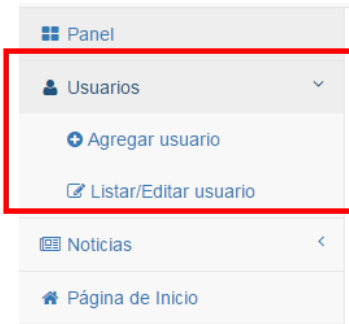 Panel
Usuarios
Agregar usuario
Listar/Editar usuario
Noticias
Página de Inicio